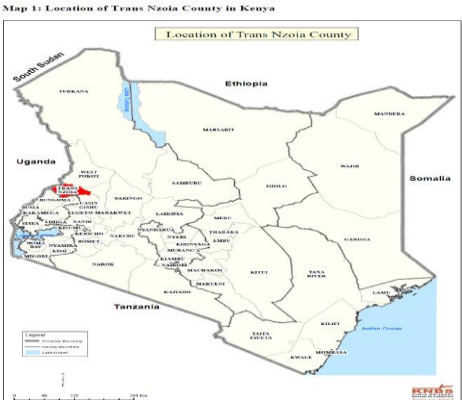 Map 1: Location of Trans Nzoia County in Kenya
Location of Trans Nzoia County
South Sudan
Ethiopia
TURKANA
Lake Turkana
MANDERA
MARSABIT
Uganda
WAJIR
WEST
POKOT
Somalia
TRANS
NZOIA
SAMBURU
ISIOLO
BUNGOMA
UASIN
GISHU
BARINGO
BUSIA
KAKAMEGA
ELGEYO-MARAKWET
LAIKIPIA
MERU
SIAYA
VIHIGA
NANDI
KISUMU
NYANDARUA
THARAKA
GARISSA
KERICHO
NAKURU
NYERI
EMBU
HOMA
BAY
NYAMIRA
BOMET
KIRINYAGA
MURANG'A
KISII
KIAMBU
MIGORI
NAIROBI
NAROK
MACHAKOS
KITUI
TANA
RIVER
MAKUENI
LAMU
KAJIADO
Tanzania
KILIFI
Indian Ocean
TAITA
TAVETA
MOMBASA
KWALE
Legend
KNBS